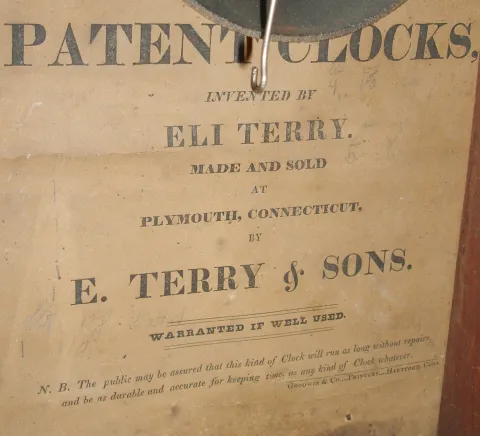 PATENT CLOCKS,
INVENTED BY
ELI TERRY.
MADE AND SOLD
AT
PLYMOUTH, CONNECTICUT,
BY
E. TERRY & SONS.
WARRANTED IF WELL USED.
N. B. The public may be assured that this kind of Clock will run as long without repairs,
and be as durable and accurate for keeping time, as any kind of Clock whatever.
GOODWIN & CO.—PRINTERS—HARTFORD, CONN.